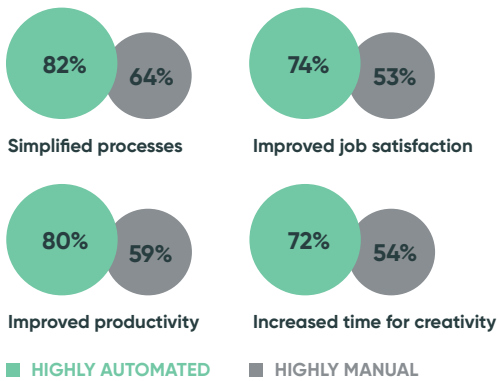 82% 64%
Simplified processes
74% 53%
Improved job satisfaction
80% 59%
Improved productivity
72% 54%
Increased time for creativity
HIGHLY AUTOMATED
HIGHLY MANUAL